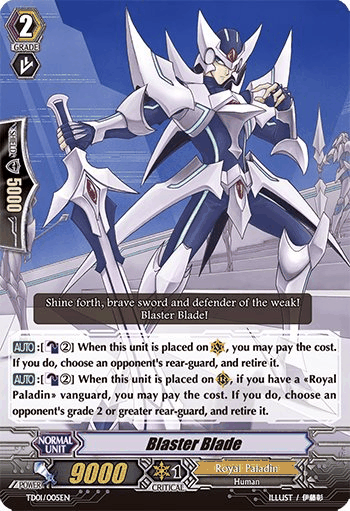 2
GRADE
SHIELD
5000
Shine forth, brave sword and defender of the weak!
Blaster Blade!
AUTO :[②] When this unit is placed on V, you may pay the cost.
If you do, choose an opponent's rear-guard, and retire it.
AUTO :[②] When this unit is placed on R, if you have a «Royal
Paladin» vanguard, you may pay the cost. If you do, choose an
opponent's grade 2 or greater rear-guard, and retire it.
NORMAL
UNIT
Blaster Blade
POWER
9000
1
CRITICAL
Royal Paladin
Human
TD01/005EN
ILLUST / 伊藤彰